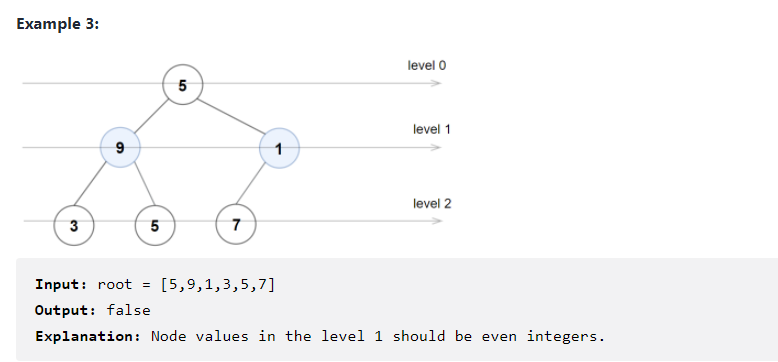 Example 3:
level 0
5
level 1
9
1
level 2
3
5
7
Input: root = [5,9,1,3,5,7]
Output: false
Explanation: Node values in the level 1 should be even integers.